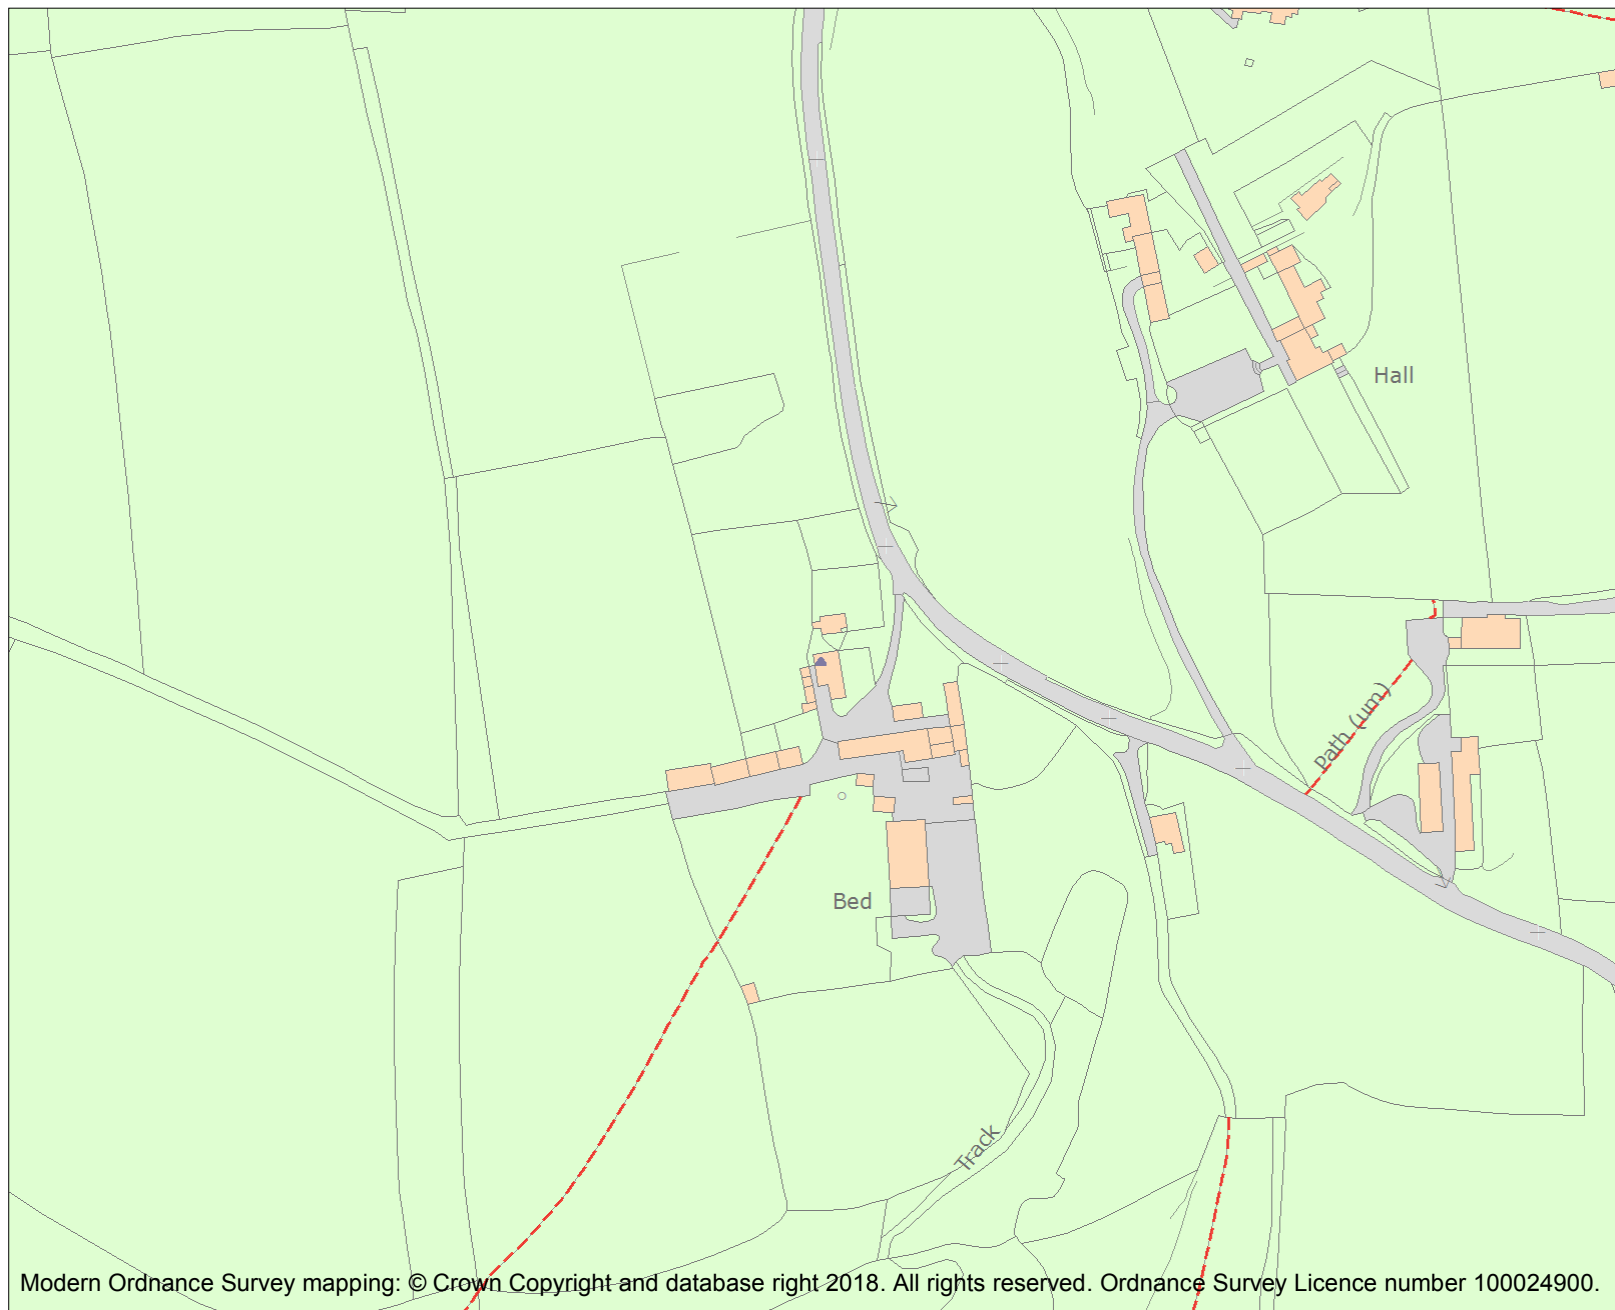 Hall
Path (um)
Bed
Track
Modern Ordnance Survey mapping: © Crown Copyright and database right 2018. All rights reserved. Ordnance Survey Licence number 100024900.